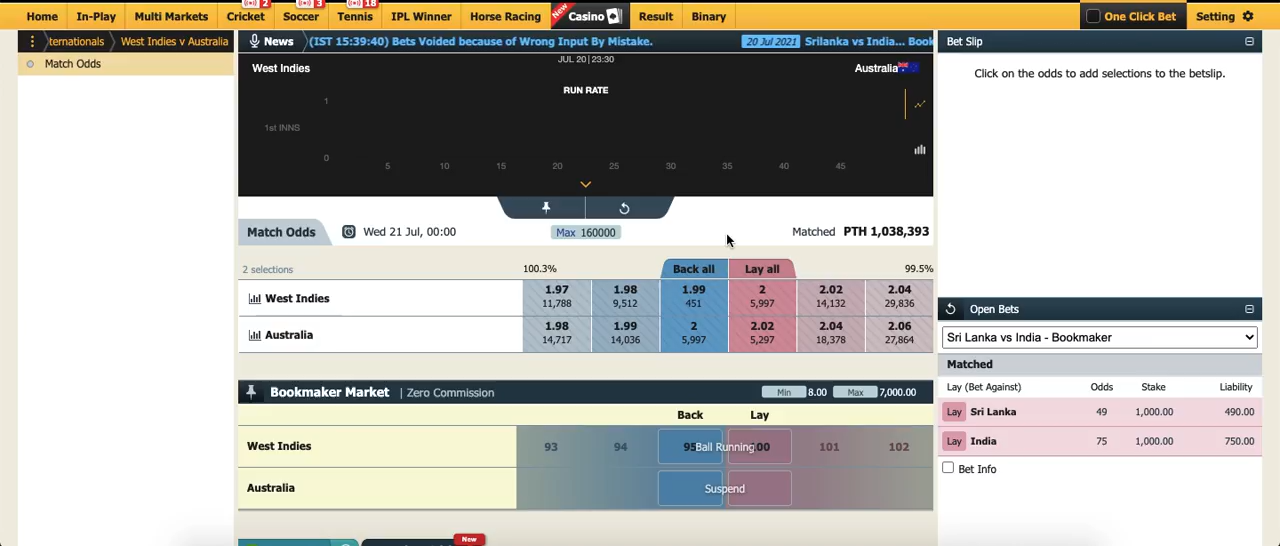 Home In-Play Multi Markets Cricket 2 Soccer 3 Tennis 18 IPL Winner Horse Racing New Casino Result Binary One Click Bet Setting
ternationals West Indies v Australia
Match Odds
News (IST 15:39:40) Bets Voided because of Wrong Input By Mistake. 20 Jul 2021 Srilanka vs India... Book
JUL 20 | 23:30
West Indies Australia
RUN RATE
1
1st INNS
0
5 10 15 20 25 30 35 40 45
Match Odds Wed 21 Jul, 00:00 Max 160000 Matched PTH 1,038,393
2 selections 100.3% Back all Lay all 99.5%
West Indies 1.97 1.98 1.99 2 2.02 2.04
11,788 9,512 451 5,997 14,132 29,836
Australia 1.98 1.99 2 2.02 2.04 2.06
14,717 14,036 5,997 5,297 18,378 27,864
Bookmaker Market | Zero Commission Min 8.00 Max 7,000.00
Back Lay
West Indies 93 94 95 Ball Running 100 101 102
Australia Suspend
New
Bet Slip
Click on the odds to add selections to the betslip.
Open Bets
Sri Lanka vs India - Bookmaker
Matched
Lay (Bet Against) Odds Stake Liability
Lay Sri Lanka 49 1,000.00 490.00
Lay India 75 1,000.00 750.00
Bet Info